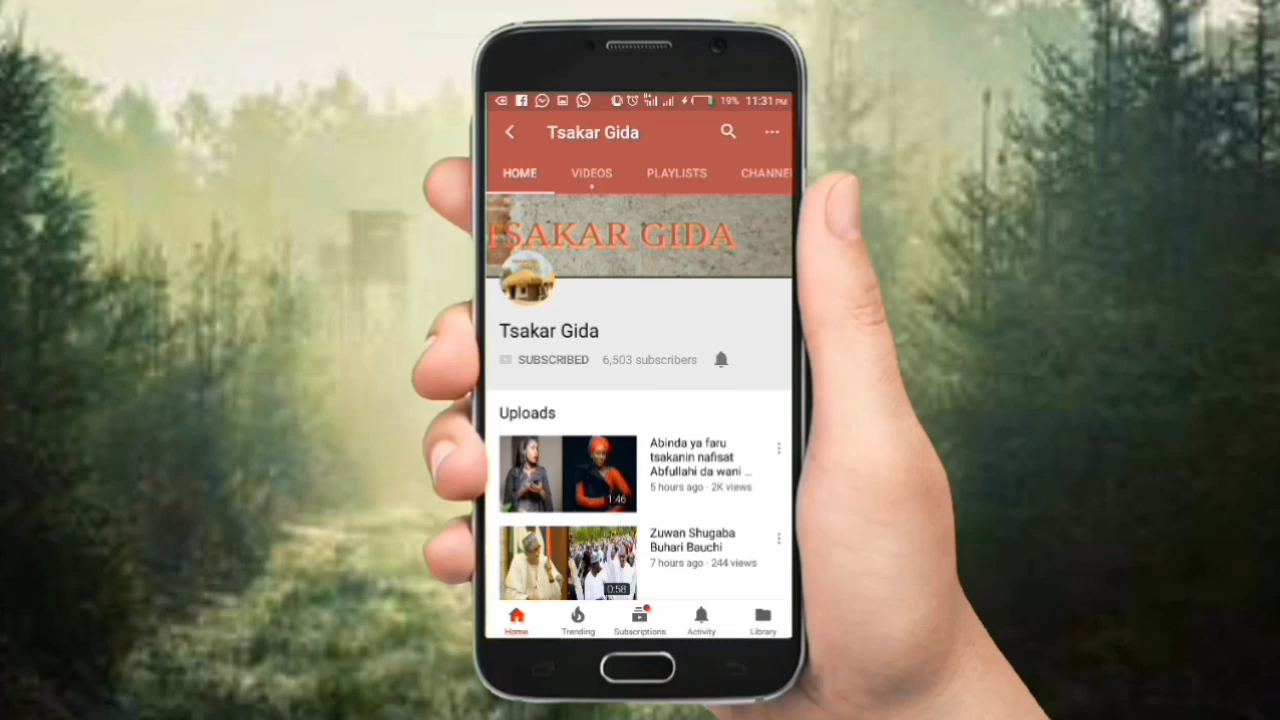 19% 11:31 PM
Tsakar Gida
HOME VIDEOS PLAYLISTS CHANNEL
TSAKAR GIDA
Tsakar Gida
SUBSCRIBED 6,503 subscribers
Uploads
Abinda ya faru
tsakanin nafisat
Abfullahi da wani ...
5 hours ago · 2K views
1:46
Zuwan Shugaba
Buhari Bauchi
7 hours ago · 244 views
0:58
Home Trending Subscriptions Activity Library